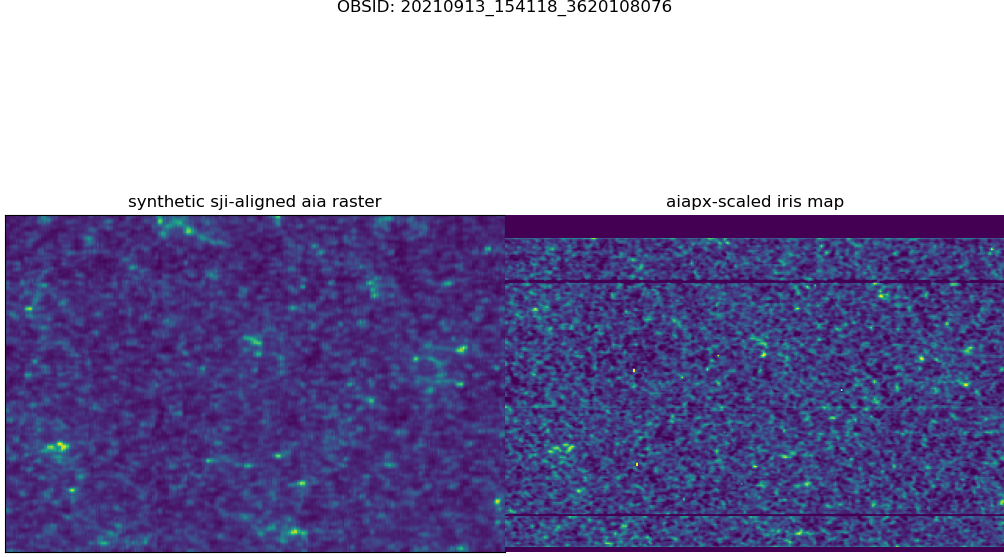 OBSID: 20210913_154118_3620108076
synthetic sji-aligned aia raster
aiapx-scaled iris map